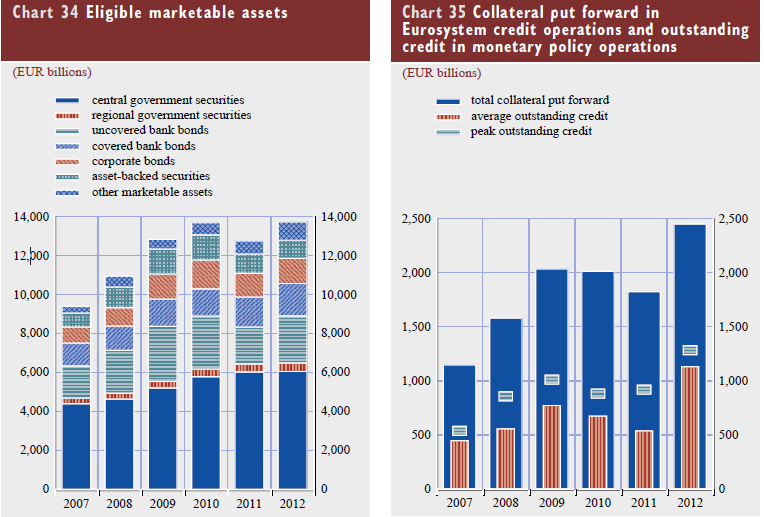 Chart 34 Eligible marketable assets
(EUR billions)
central government securities
regional government securities
uncovered bank bonds
covered bank bonds
corporate bonds
asset-backed securities
other marketable assets
14,000 14,000
12,000 12,000
10,000 10,000
8,000 8,000
6,000 6,000
4,000 4,000
2,000 2,000
0 0
2007 2008 2009 2010 2011 2012
Chart 35 Collateral put forward in
Eurosystem credit operations and outstanding
credit in monetary policy operations
(EUR billions)
total collateral put forward
average outstanding credit
peak outstanding credit
2,500 2,500
2,000 2,000
1,500 1,500
1,000 1,000
500 500
0 0
2007 2008 2009 2010 2011 2012